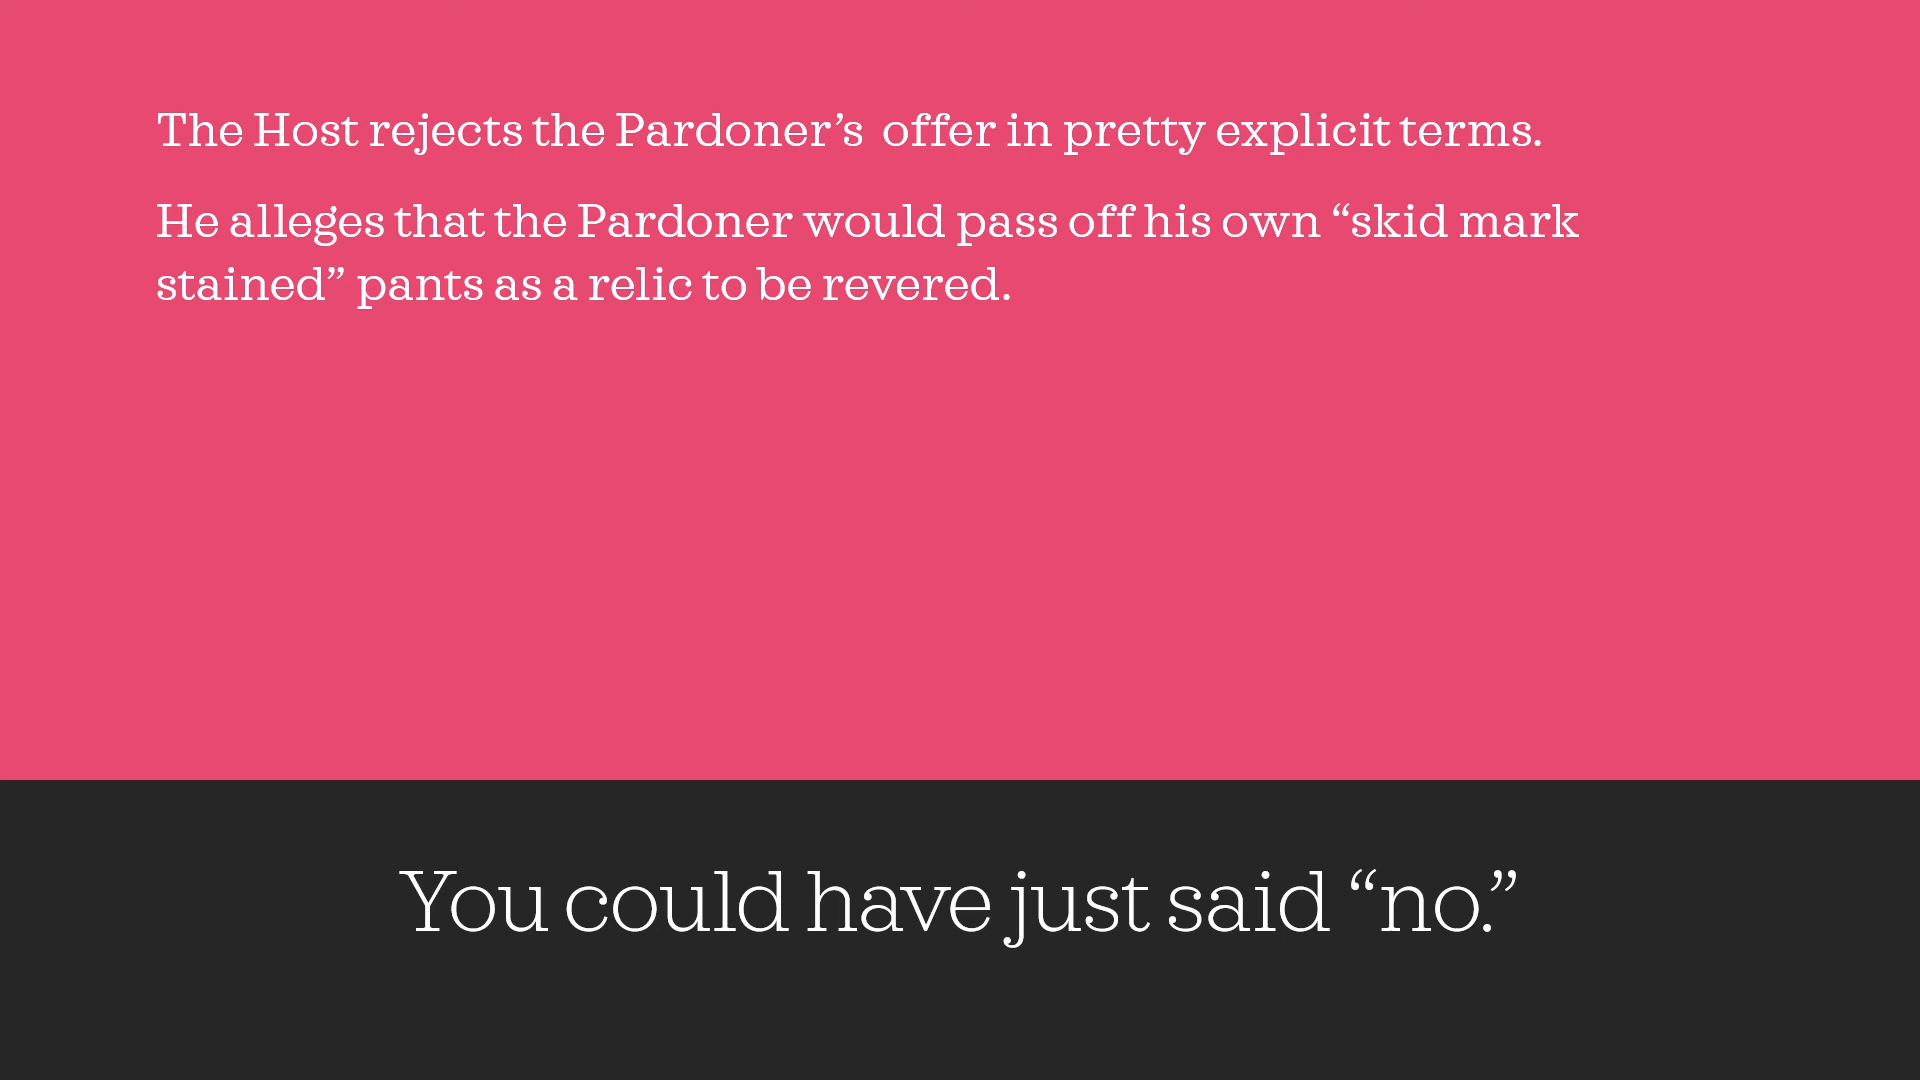 The Host rejects the Pardoner’s  offer in pretty explicit terms.
He alleges that the Pardoner would pass off his own “skid mark
stained” pants as a relic to be revered.
You could have just said “no.”